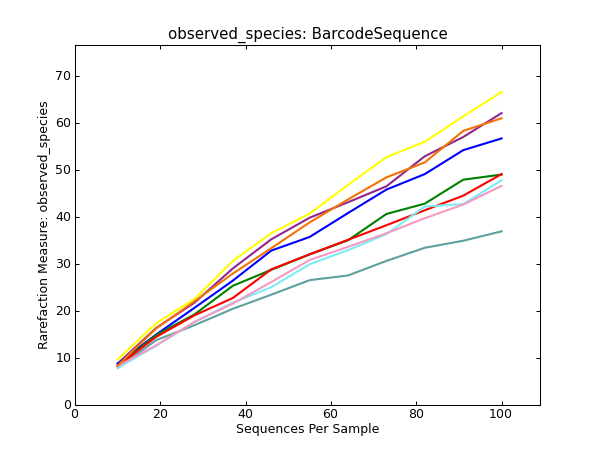 observed_species: BarcodeSequence
Rarefaction Measure: observed_species
70
60
50
40
30
20
10
0
0 20 40 60 80 100
Sequences Per Sample